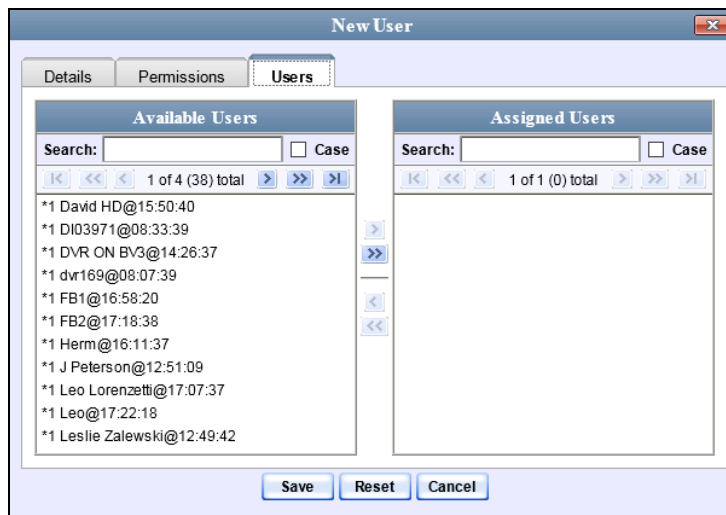 New User
Details Permissions Users
Available Users
Search: Case
1 of 4 (38) total
*1 David HD@15:50:40
*1 DI03971@08:33:39
*1 DVR ON BV3@14:26:37
*1 dvr169@08:07:39
*1 FB1@16:58:20
*1 FB2@17:18:38
*1 Herm@16:11:37
*1 J Peterson@12:51:09
*1 Leo Lorenzetti@17:07:37
*1 Leo@17:22:18
*1 Leslie Zalewski@12:49:42
Assigned Users
Search: Case
1 of 1 (0) total
Save Reset Cancel